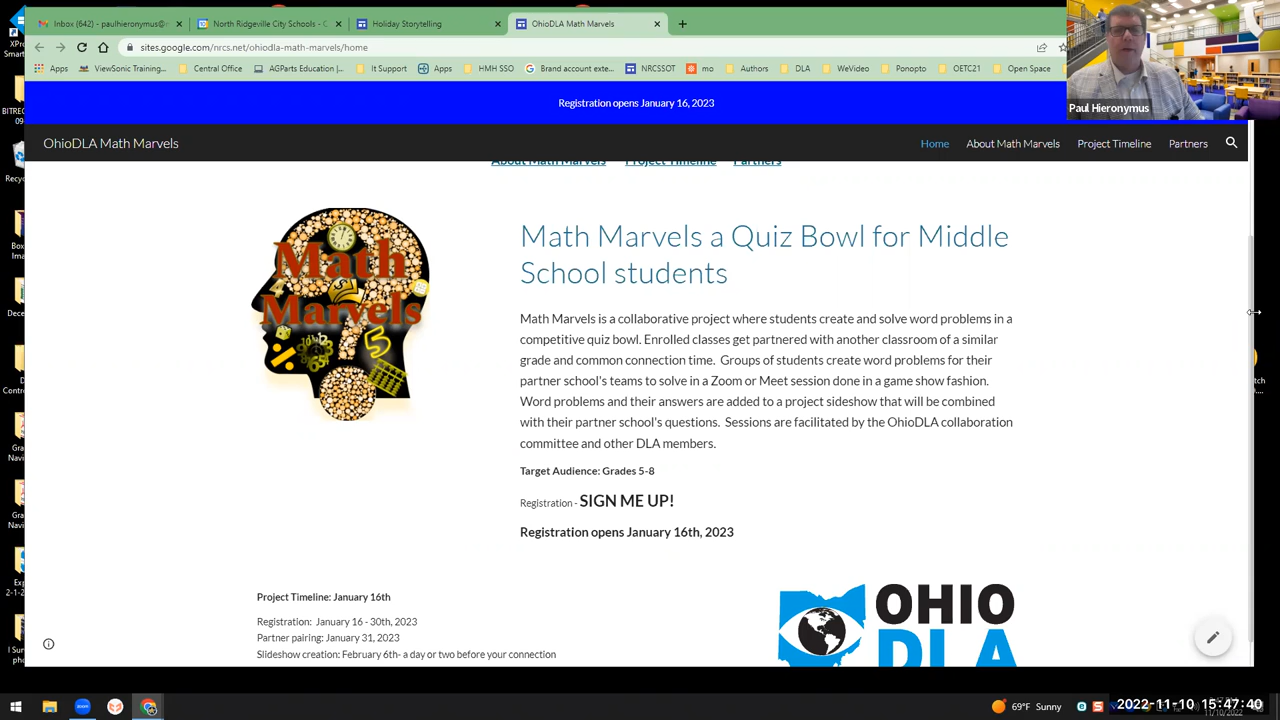 Inbox (642) - paulhieronymus@n
North Ridgeville City Schools - C
Holiday Storytelling
OhioDLA Math Marvels
sites.google.com/nrcs.net/ohiodla-math-marvels/home
Apps
ViewSonic Training...
Central Office
AGParts Education |...
It Support
Apps
HMH SSO
Brand account exte...
NRCSSOT
mo
Authors
DLA
WeVideo
Ponopto
OETC21
Open Space
Registration opens January 16, 2023
Paul Hieronymus
OhioDLA Math Marvels
Home
About Math Marvels
Project Timeline
Partners
About Math Marvels
Project Timeline
Partners
Math Marvels
Math Marvels a Quiz Bowl for Middle
School students
Math Marvels is a collaborative project where students create and solve word problems in a
competitive quiz bowl. Enrolled classes get partnered with another classroom of a similar
grade and common connection time. Groups of students create word problems for their
partner school's teams to solve in a Zoom or Meet session done in a game show fashion.
Word problems and their answers are added to a project sideshow that will be combined
with their partner school's questions. Sessions are facilitated by the OhioDLA collaboration
committee and other DLA members.
Target Audience: Grades 5-8
Registration - SIGN ME UP!
Registration opens January 16th, 2023
Project Timeline: January 16th
Registration: January 16 - 30th, 2023
Partner pairing: January 31, 2023
Slideshow creation: February 6th- a day or two before your connection
OHIO
DLA
69°F Sunny
2022-11-10 15:47:40